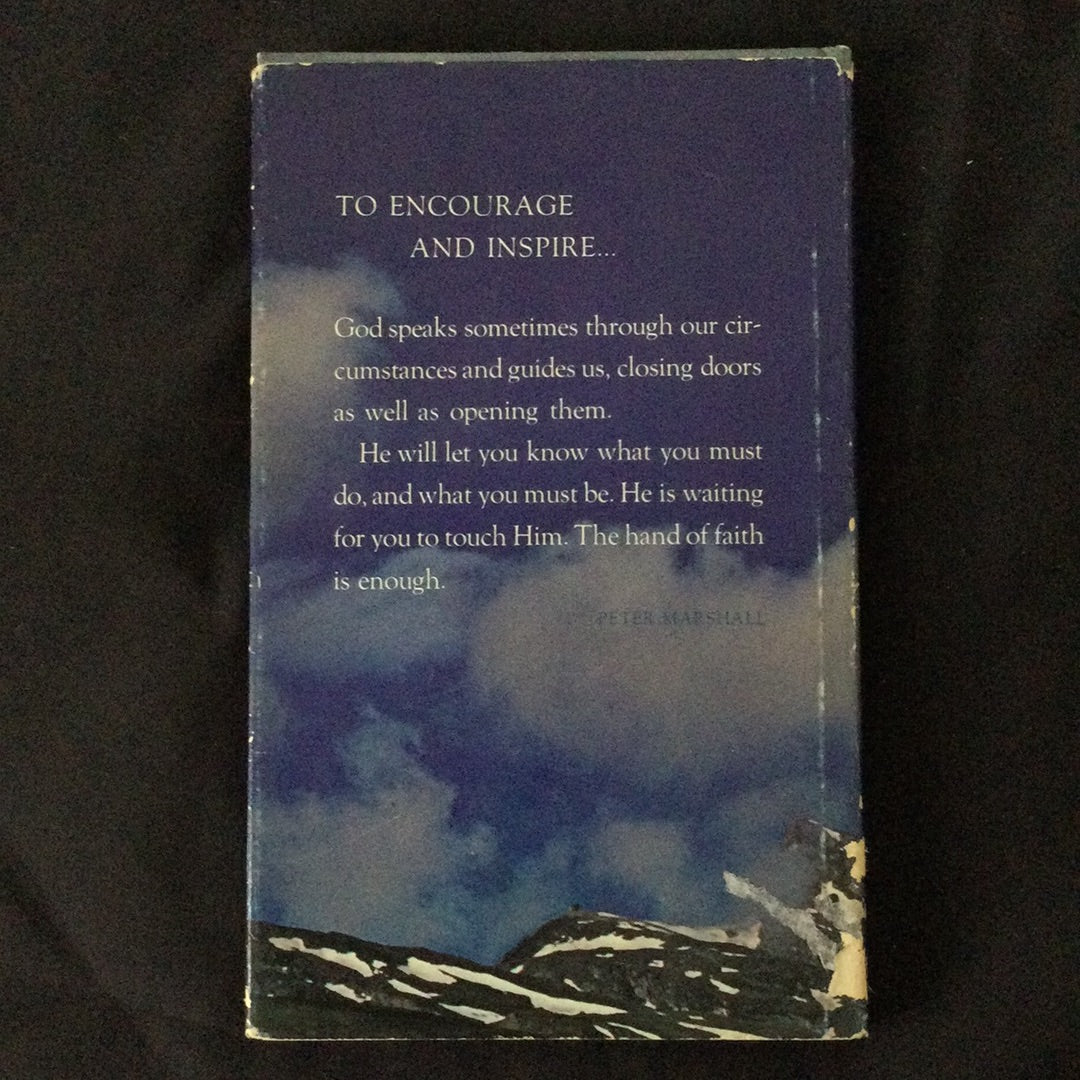 TO ENCOURAGE
AND INSPIRE...
God speaks sometimes through our cir-
cumstances and guides us, closing doors
as well as opening them.
He will let you know what you must
do, and what you must be. He is waiting
for you to touch Him. The hand of faith
is enough.
PETER MARSHALL